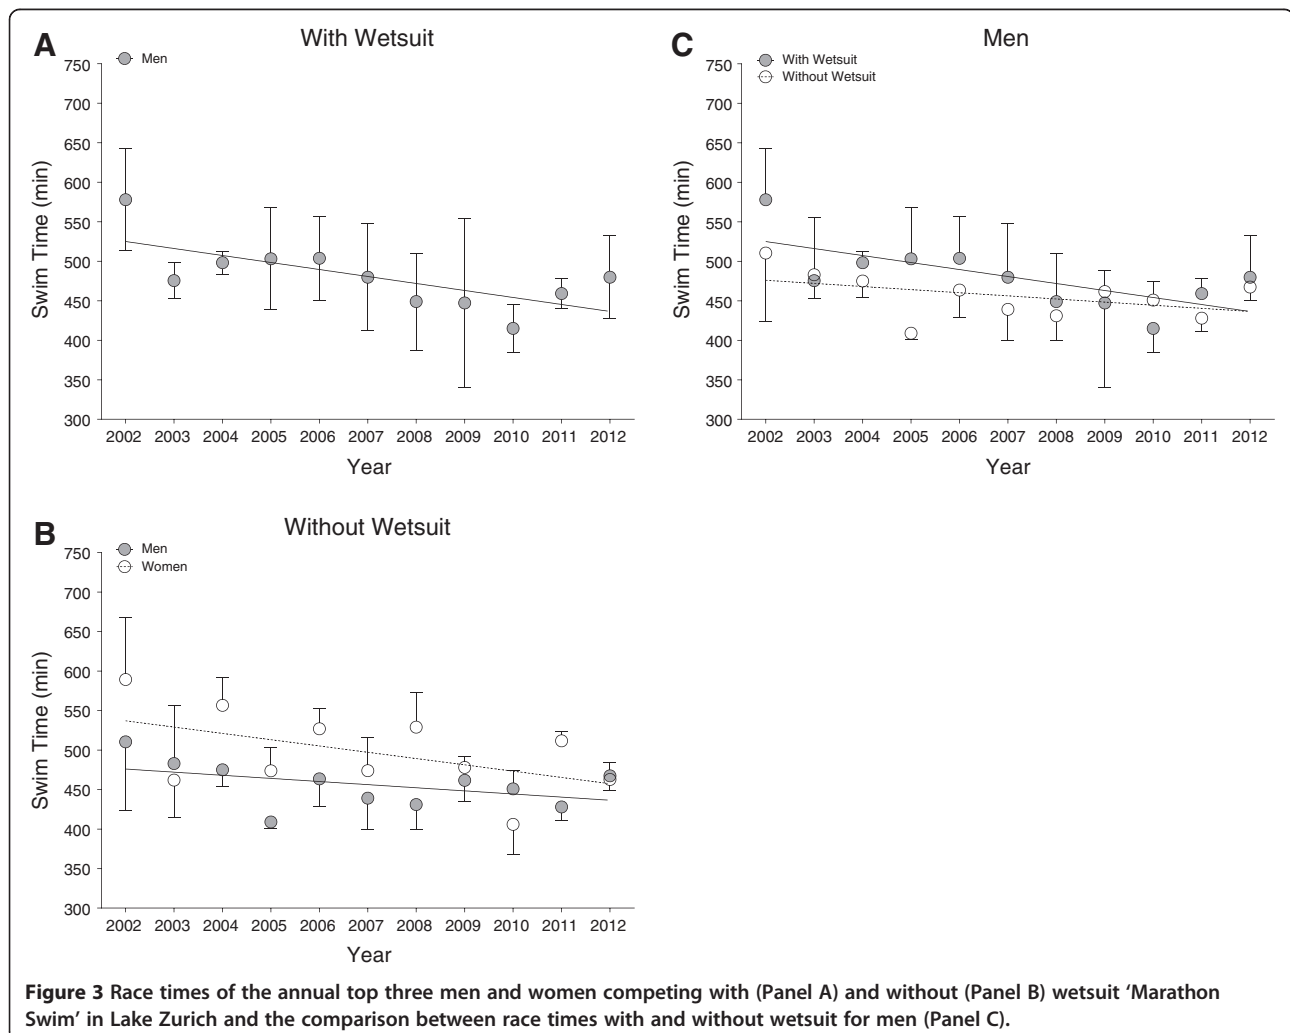 A
With Wetsuit
Men
Swim Time (min)
750
700
650
600
550
500
450
400
350
300
2002 2003 2004 2005 2006 2007 2008 2009 2010 2011 2012
Year
B
Without Wetsuit
Men
Women
Swim Time (min)
750
700
650
600
550
500
450
400
350
300
2002 2003 2004 2005 2006 2007 2008 2009 2010 2011 2012
Year
C
Men
With Wetsuit
Without Wetsuit
Swim Time (min)
750
700
650
600
550
500
450
400
350
300
2002 2003 2004 2005 2006 2007 2008 2009 2010 2011 2012
Year
Figure 3 Race times of the annual top three men and women competing with (Panel A) and without (Panel B) wetsuit ‘Marathon
Swim’ in Lake Zurich and the comparison between race times with and without wetsuit for men (Panel C).